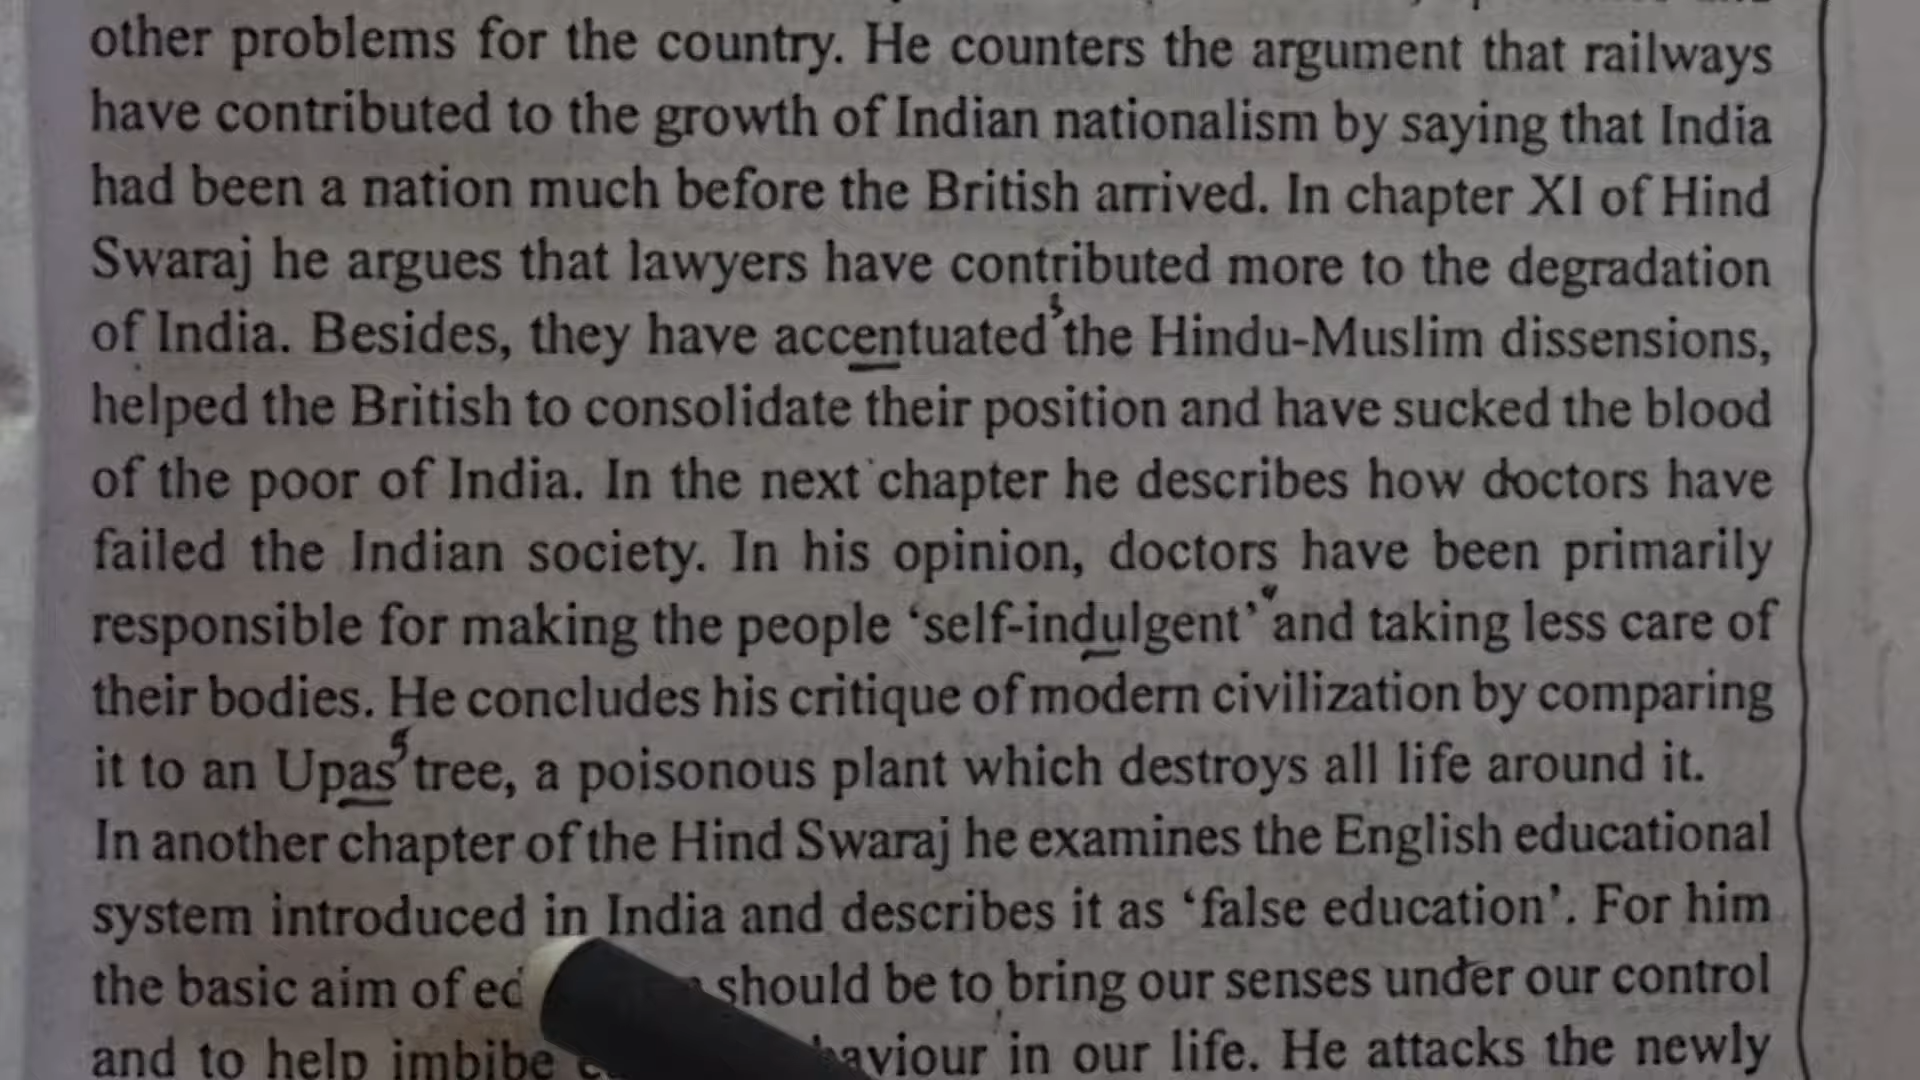 other problems for the country. He counters the argument that railways
have contributed to the growth of Indian nationalism by saying that India
had been a nation much before the British arrived. In chapter XI of Hind
Swaraj he argues that lawyers have contributed more to the degradation
of India. Besides, they have accentuated the Hindu-Muslim dissensions,
helped the British to consolidate their position and have sucked the blood
of the poor of India. In the next chapter he describes how doctors have
failed the Indian society. In his opinion, doctors have been primarily
responsible for making the people ‘self-indulgent’ and taking less care of
their bodies. He concludes his critique of modern civilization by comparing
it to an Upas tree, a poisonous plant which destroys all life around it.
In another chapter of the Hind Swaraj he examines the English educational
system introduced in India and describes it as ‘false education’. For him
the basic aim of should be to bring our senses under our control
and to help imbibe in our life. He attacks the newly